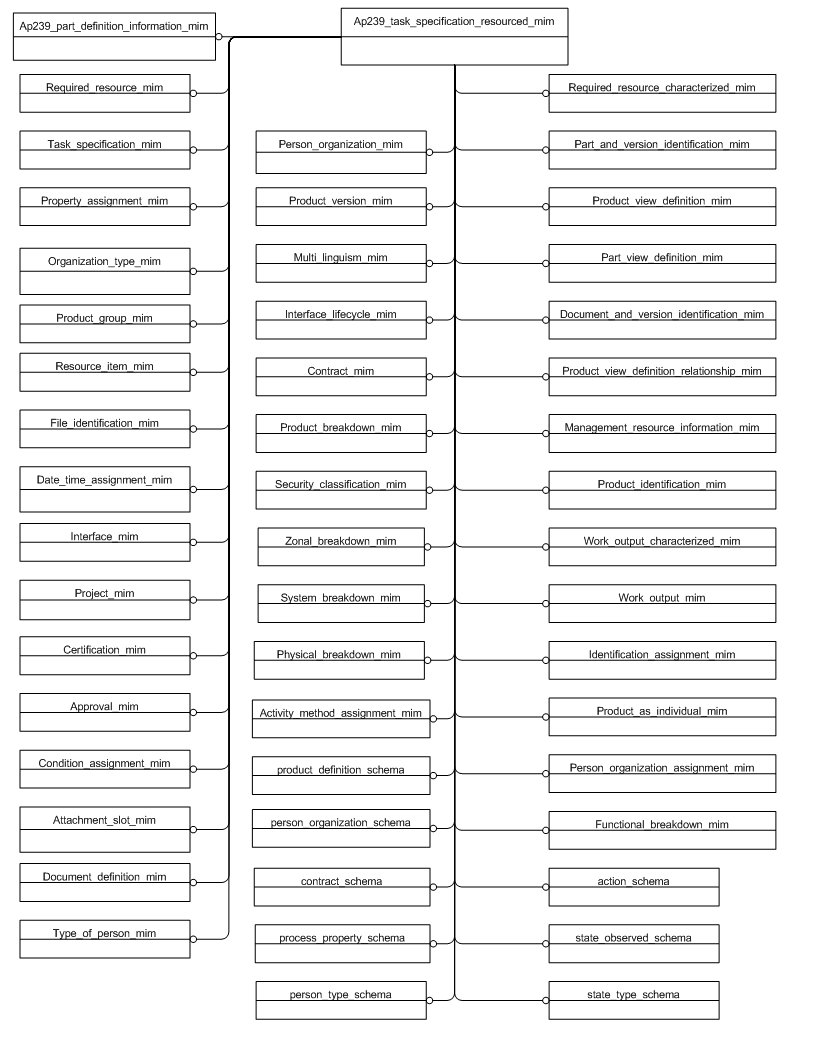 Ap239_part_definition_information_mim
Ap239_task_specification_resourced_mim
Required_resource_mim
Required_resource_characterized_mim
Task_specification_mim
Person_organization_mim
Part_and_version_identification_mim
Property_assignment_mim
Product_version_mim
Product_view_definition_mim
Organization_type_mim
Multi_linguism_mim
Part_view_definition_mim
Product_group_mim
Interface_lifecycle_mim
Document_and_version_identification_mim
Resource_item_mim
Contract_mim
Product_view_definition_relationship_mim
File_identification_mim
Product_breakdown_mim
Management_resource_information_mim
Date_time_assignment_mim
Security_classification_mim
Product_identification_mim
Interface_mim
Zonal_breakdown_mim
Work_output_characterized_mim
Project_mim
System_breakdown_mim
Work_output_mim
Certification_mim
Physical_breakdown_mim
Identification_assignment_mim
Approval_mim
Activity_method_assignment_mim
Product_as_individual_mim
Condition_assignment_mim
product_definition_schema
Person_organization_assignment_mim
Attachment_slot_mim
person_organization_schema
Functional_breakdown_mim
Document_definition_mim
contract_schema
action_schema
Type_of_person_mim
process_property_schema
state_observed_schema
person_type_schema
state_type_schema